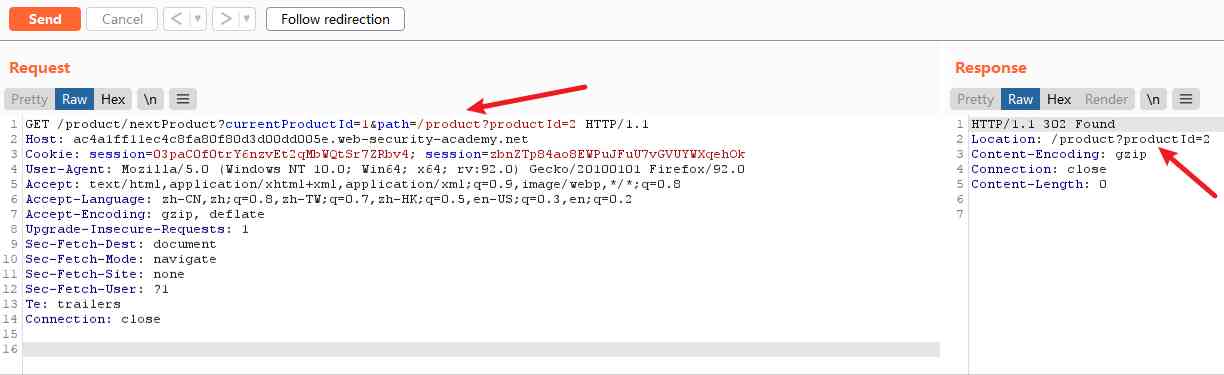 Send Cancel < > Follow redirection
Request
Pretty Raw Hex \n
1 GET /product/nextProduct?currentProductId=1&path=/product?productId=2 HTTP/1.1
2 Host: ac4a1ff11ec4c8fa80f80d3d00dd005e.web-security-academy.net
3 Cookie: session=03paC0f0trY6nzvEt2qMbWQtSr7ZRbv4; session=zbnZTp84ao8EWPuJFuU7vGVUYWXqehOk
4 User-Agent: Mozilla/5.0 (Windows NT 10.0; Win64; x64; rv:92.0) Gecko/20100101 Firefox/92.0
5 Accept: text/html,application/xhtml+xml,application/xml;q=0.9,image/webp,*/*;q=0.8
6 Accept-Language: zh-CN,zh;q=0.8,zh-TW;q=0.7,zh-HK;q=0.5,en-US;q=0.3,en;q=0.2
7 Accept-Encoding: gzip, deflate
8 Upgrade-Insecure-Requests: 1
9 Sec-Fetch-Dest: document
10 Sec-Fetch-Mode: navigate
11 Sec-Fetch-Site: none
12 Sec-Fetch-User: ?1
13 Te: trailers
14 Connection: close
15
16
Response
Pretty Raw Hex Render \n
1 HTTP/1.1 302 Found
2 Location: /product?productId=2
3 Content-Encoding: gzip
4 Connection: close
5 Content-Length: 0
6
7